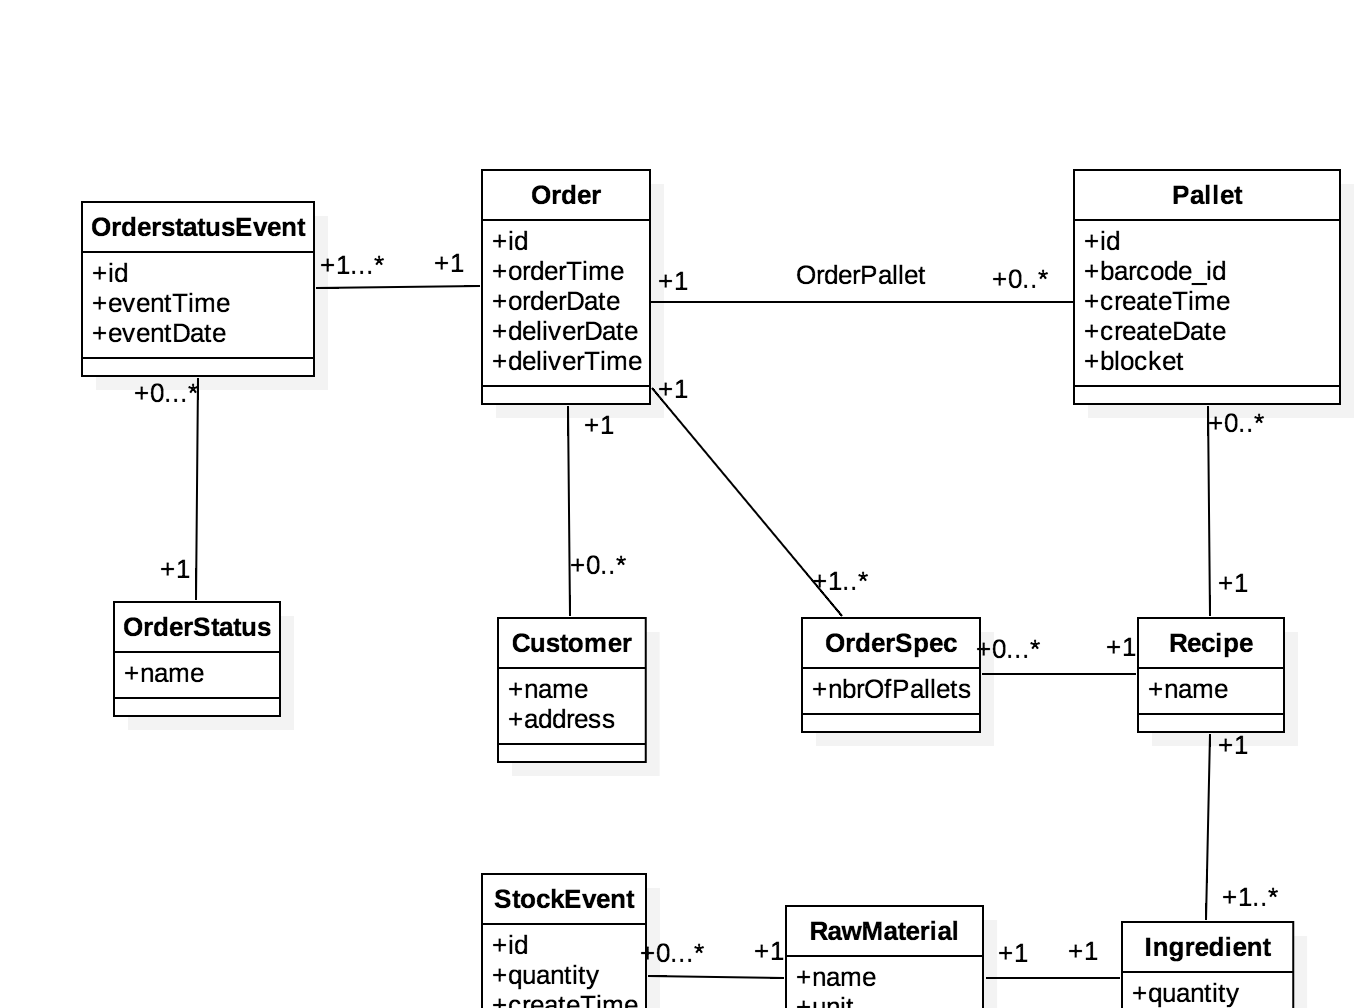 OrderstatusEvent
+id
+eventTime
+eventDate
+1...*
+1
Order
+id
+orderTime
+orderDate
+deliverDate
+deliverTime
+1
OrderPallet
+0..*
Pallet
+id
+barcode_id
+createTime
+createDate
+blocket
+0...*
+1
+1
+0..*
+1
+1..*
+0..*
+1
OrderStatus
+name
Customer
+name
+address
OrderSpec
+nbrOfPallets
+0...*
+1
Recipe
+name
+1
+1..*
StockEvent
+id
+quantity
+createTime
+0...*
+1
RawMaterial
+name
+unit
+1
+1
Ingredient
+quantity